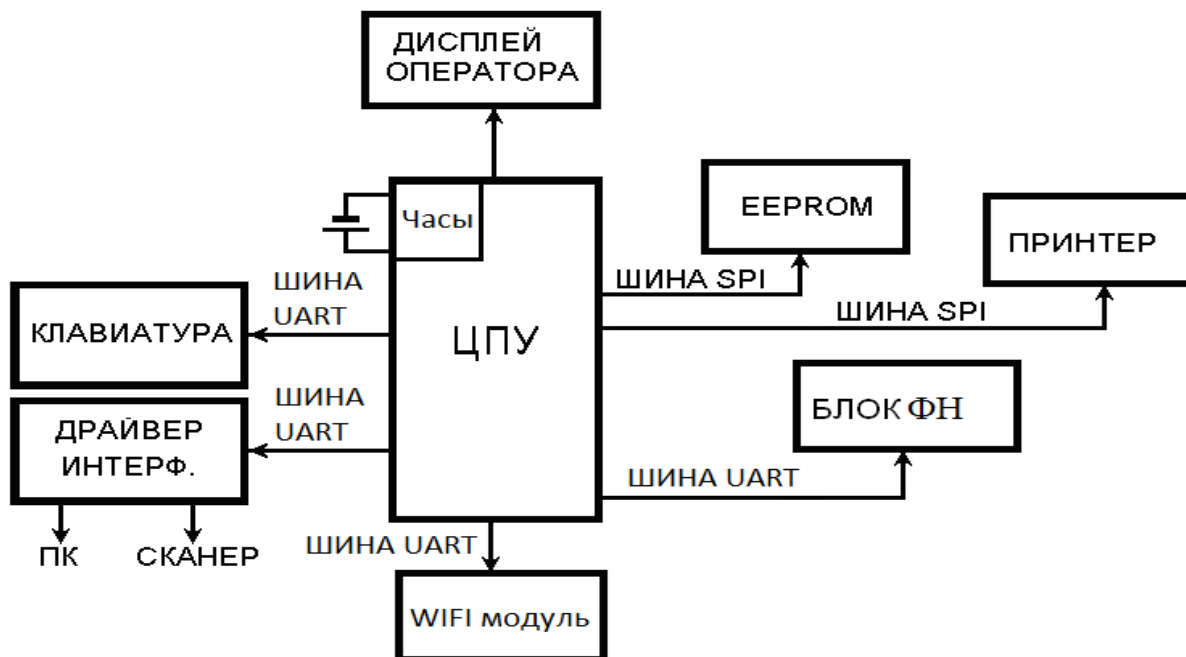 ДИСПЛЕЙ
ОПЕРАТОРА
Часы
EEPROM
ПРИНТЕР
ШИНА
UART
ШИНА SPI
ШИНА SPI
КЛАВИАТУРА
ЦПУ
ШИНА
UART
БЛОК ФН
ДРАЙВЕР
ИНТЕРФ.
ШИНА UART
ПК
СКАНЕР
ШИНА UART
WIFI модуль